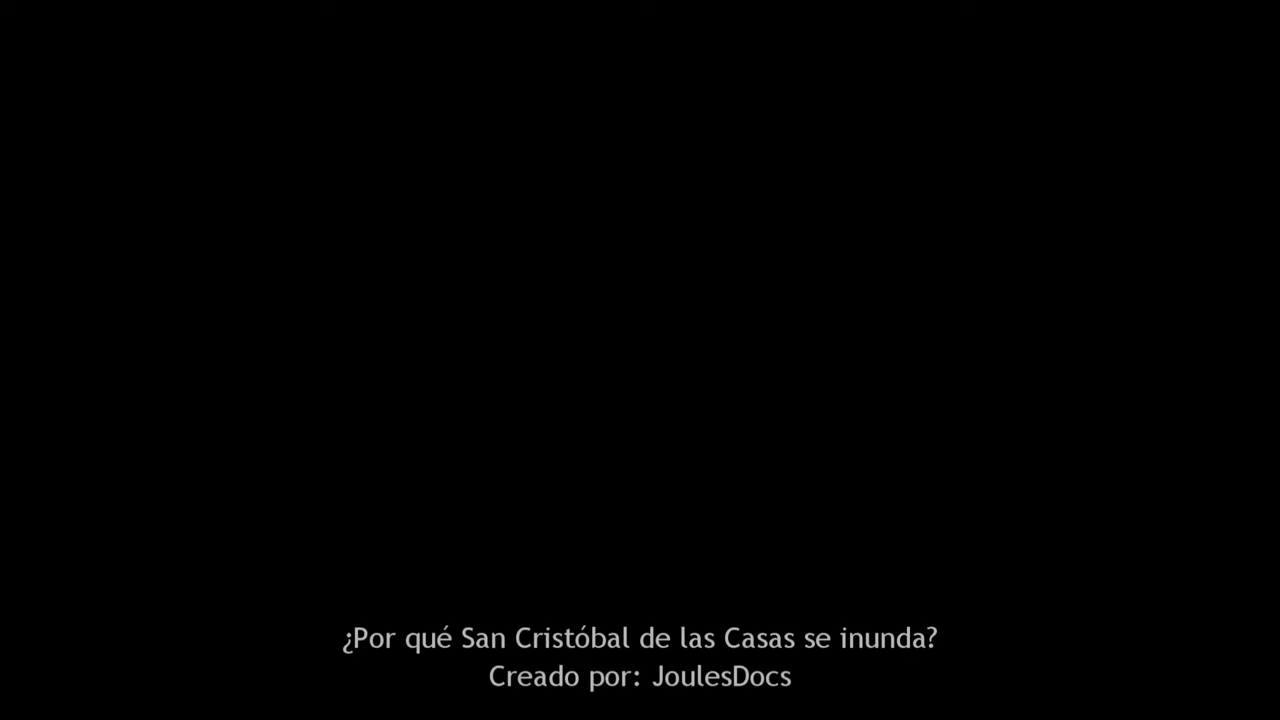 ¿Por qué San Cristóbal de las Casas se inunda?
Creado por: JoulesDocs